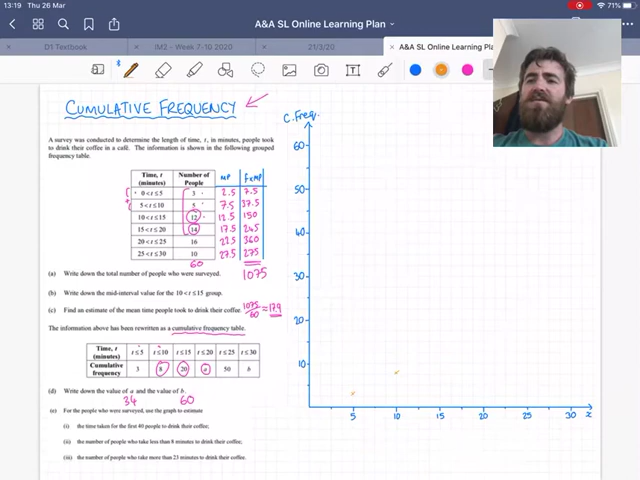 13:19 Thu 26 Mar
71%
A&A SL Online Learning Plan
D1 Textbook
IM2 - Week 7-10 2020
21/3/20
A&A SL Online Learning Plan
CUMULATIVE FREQUENCY
A survey was conducted to determine the length of time, t, in minutes, people took
to drink their coffee in a café. The information is shown in the following grouped
frequency table.
Time, t (minutes) Number of People MP FxMP
0 < t ≤ 5 3 2.5 7.5
5 < t ≤ 10 5 7.5 37.5
10 < t ≤ 15 12 12.5 150
15 < t ≤ 20 14 17.5 245
20 < t ≤ 25 16 22.5 360
25 < t ≤ 30 10 27.5 275
60
(a) Write down the total number of people who were surveyed. 1075
(b) Write down the mid-interval value for the 10 < t ≤ 15 group.
(c) Find an estimate of the mean time people took to drink their coffee. 1075/60 ≈ 17.9
The information above has been rewritten as a cumulative frequency table.
Time, t (minutes) t ≤ 5 t ≤ 10 t ≤ 15 t ≤ 20 t ≤ 25 t ≤ 30
Cumulative frequency 3 8 20 a 50 b
(d) Write down the value of a and the value of b.
34 60
(e) For the people who were surveyed, use the graph to estimate
(i) the time taken for the first 40 people to drink their coffee;
(ii) the number of people who take less than 8 minutes to drink their coffee;
(iii) the number of people who take more than 23 minutes to drink their coffee.
C. Freq.
60
50
40
30
20
10
5 10 15 20 25 30 x